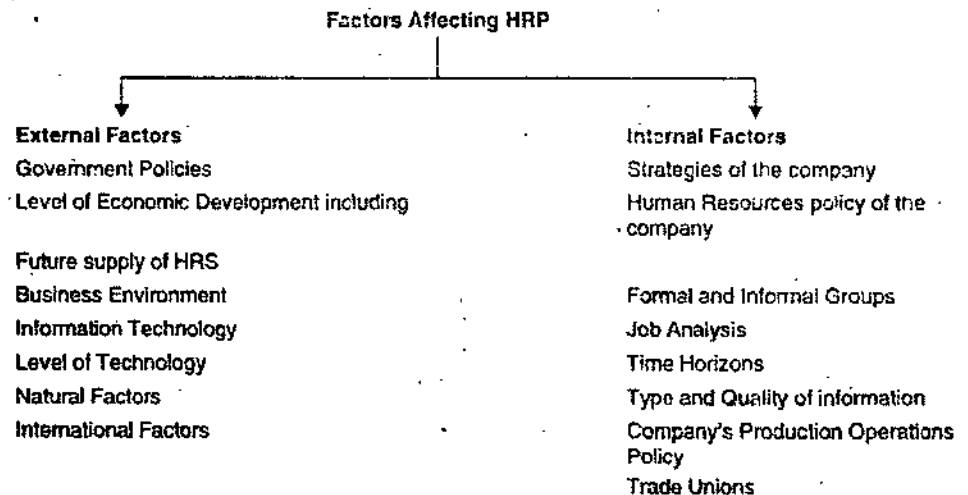 Factors Affecting HRP
External Factors
Government Policies
Level of Economic Development including
Future supply of HRS
Business Environment
Information Technology
Level of Technology
Natural Factors
International Factors
Internal Factors
Strategies of the company
Human Resources policy of the
company
Formal and Informal Groups
Job Analysis
Time Horizons
Type and Quality of information
Company's Production Operations
Policy
Trade Unions